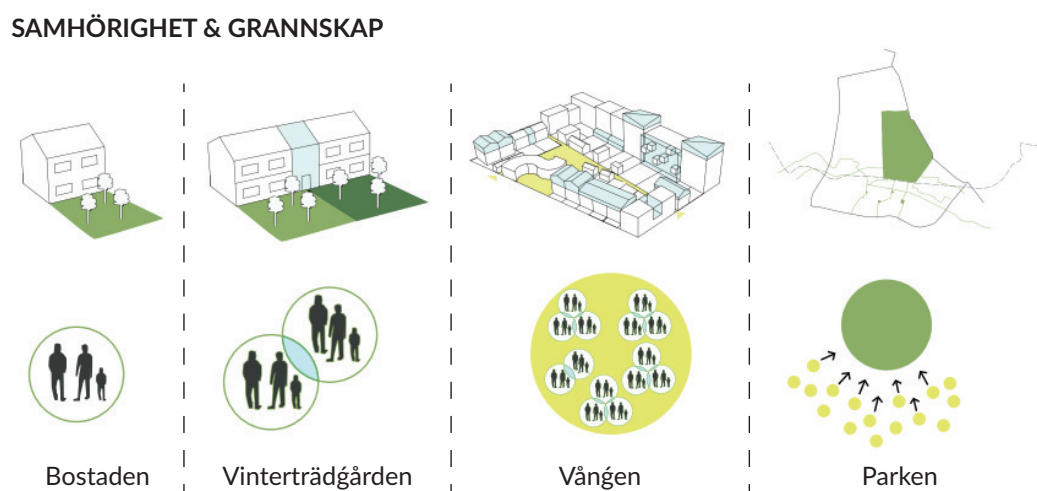 SAMHÖRIGHET & GRANNSKAP
Bostaden
Vinterträdgården
Vången
Parken